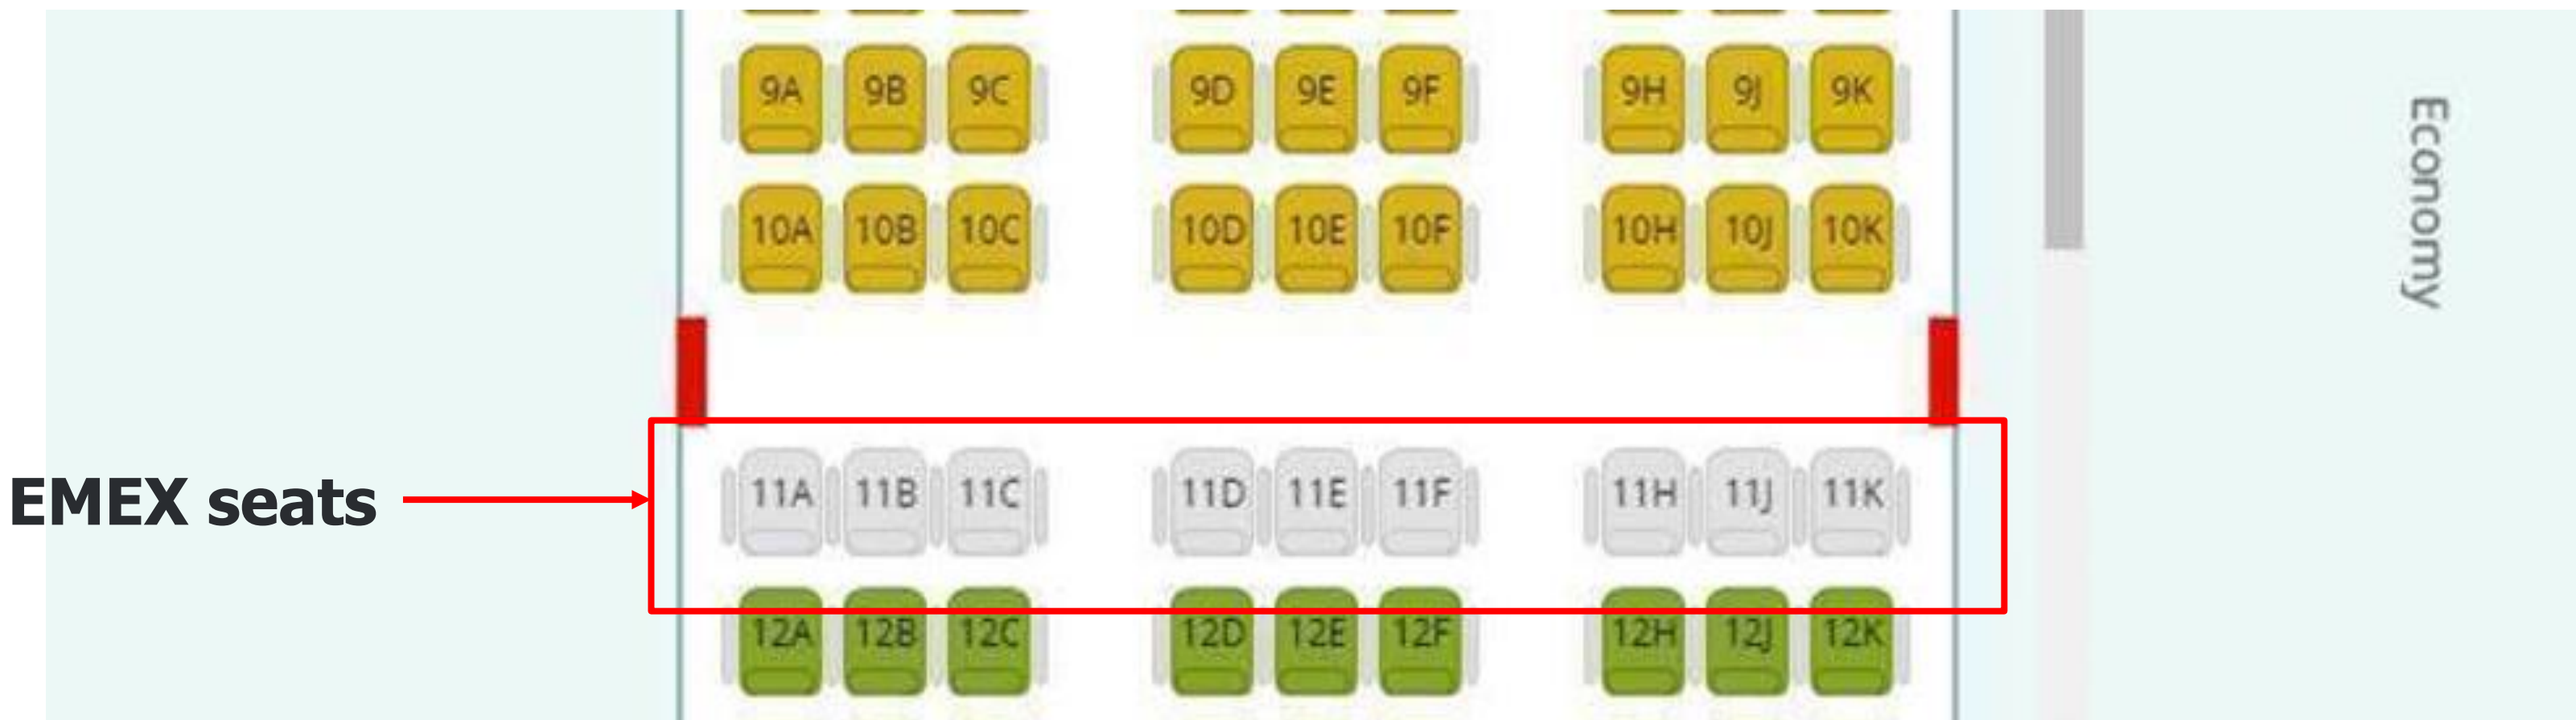 9A 9B 9C 9D 9E 9F 9H 9J 9K
10A 10B 10C 10D 10E 10F 10H 10J 10K
Economy
EMEX seats
11A 11B 11C 11D 11E 11F 11H 11J 11K
12A 12B 12C 12D 12E 12F 12H 12J 12K